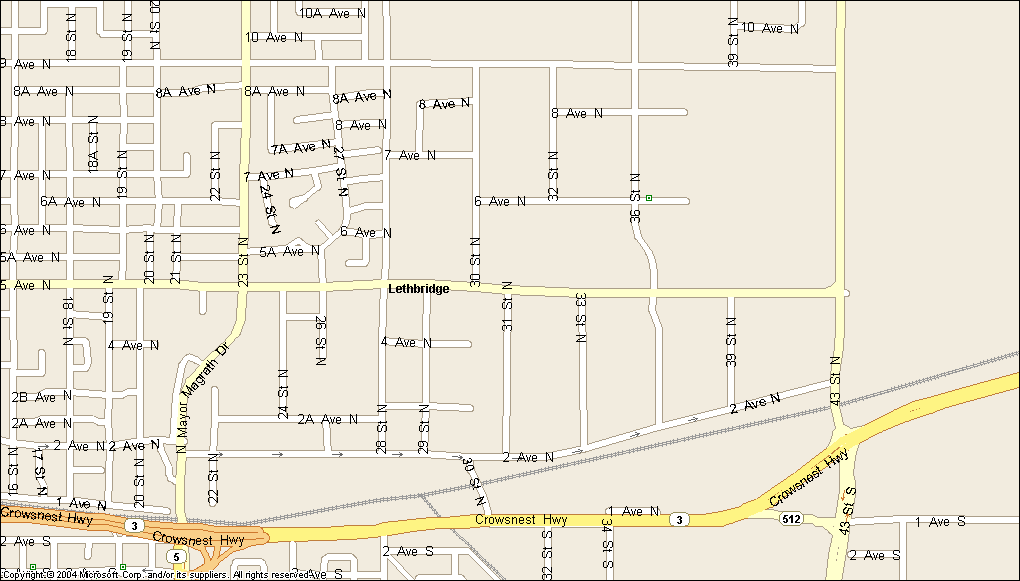 10A Ave N
18 St N
19 St N
20 St N
39 St N
10 Ave N
10 Ave N
9 Ave N
8A Ave N
8A Ave N
8A Ave N
8A Ave N
8 Ave N
8 Ave N
8 Ave N
8 Ave N
18A St N
7A Ave N
7 Ave N
19 St N
22 St N
27 St N
32 St N
7 Ave N
7 Ave N
24 St N
36 St N
6A Ave N
6 Ave N
6 Ave N
6 Ave N
20 St N
21 St N
23 St N
30 St N
5A Ave N
5A Ave N
5 Ave N
Lethbridge
18 St N
19 St N
26 St N
31 St N
33 St N
39 St N
4 Ave N
4 Ave N
N Mayor Magrath Dr
24 St N
43 St N
2B Ave N
2A Ave N
2A Ave N
28 St N
29 St N
2 Ave N
2 Ave N
2 Ave N
2 Ave N
2 Ave N
16 St N
17 St N
20 St N
22 St N
30 St N
Crowsnest Hwy
1 Ave N
1 Ave N
Crowsnest Hwy
3
Crowsnest Hwy
Crowsnest Hwy
3
512
43 St S
1 Ave S
34 St S
32 St S
2 Ave S
5
2 Ave S
2 Ave S
Ave S
Copyright © 2004 Microsoft Corp. and/or its suppliers. All rights reserved.